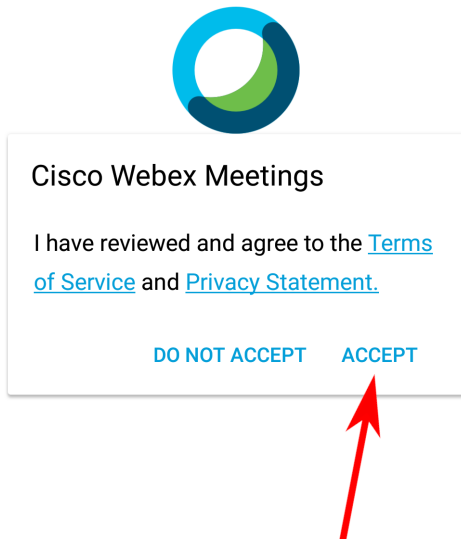 Cisco Webex Meetings
I have reviewed and agree to the Terms
of Service and Privacy Statement.
DO NOT ACCEPT ACCEPT